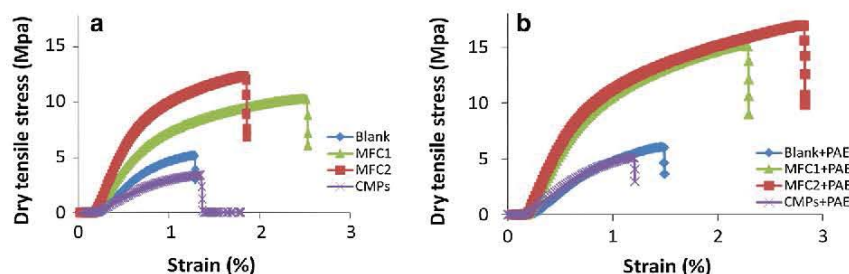 a
Dry tensile stress (Mpa)
15
10
5
0
0
1
2
3
Strain (%)
Blank
MFC1
MFC2
CMPs
b
Dry tensile stress (Mpa)
15
10
5
0
0
1
2
3
Strain (%)
Blank+PAE
MFC1+PAE
MFC2+PAE
CMPs+PAE